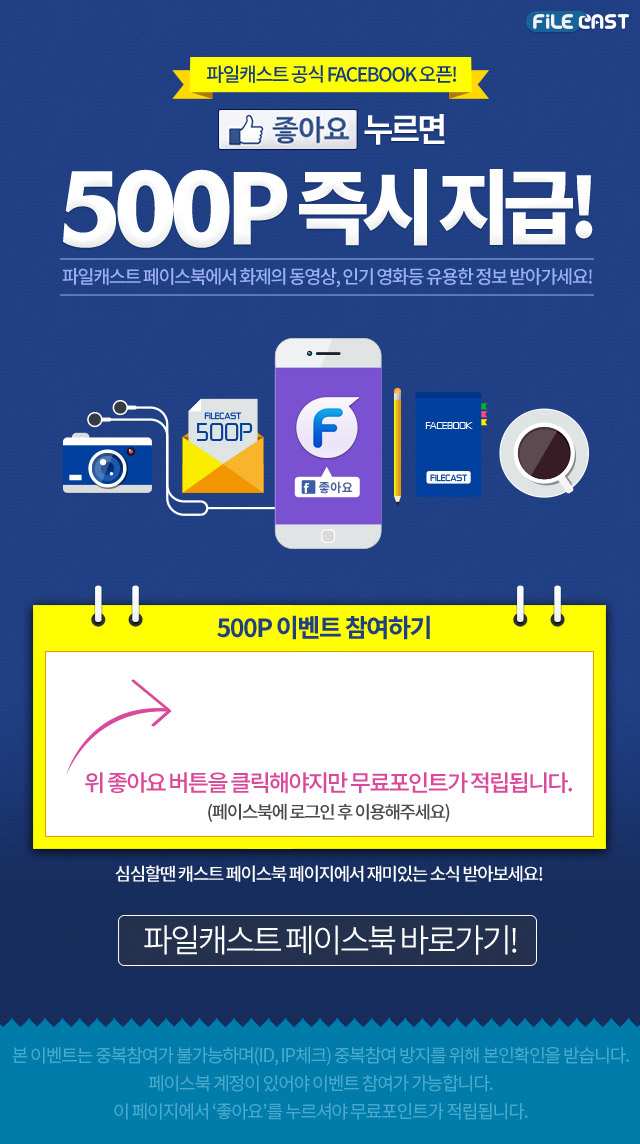 FiLE CAST
파일캐스트 공식 FACEBOOK 오픈!
좋아요 누르면
500P 즉시 지급!
파일캐스트 페이스북에서 화제의 동영상, 인기 영화등 유용한 정보 받아가세요!
FILECAST
500P
F
f 좋아요
FACEBOOK
FILECAST
500P 이벤트 참여하기
위 좋아요 버튼을 클릭해야지만 무료포인트가 적립됩니다.
(페이스북에 로그인 후 이용해주세요)
심심할땐 캐스트 페이스북 페이지에서 재미있는 소식 받아보세요!
파일캐스트 페이스북 바로가기!
본 이벤트는 중복참여가 불가능하며(ID, IP체크) 중복참여 방지를 위해 본인확인을 받습니다.
페이스북 계정이 있어야 이벤트 참여가 가능합니다.
이 페이지에서 ‘좋아요’를 누르셔야 무료포인트가 적립됩니다.